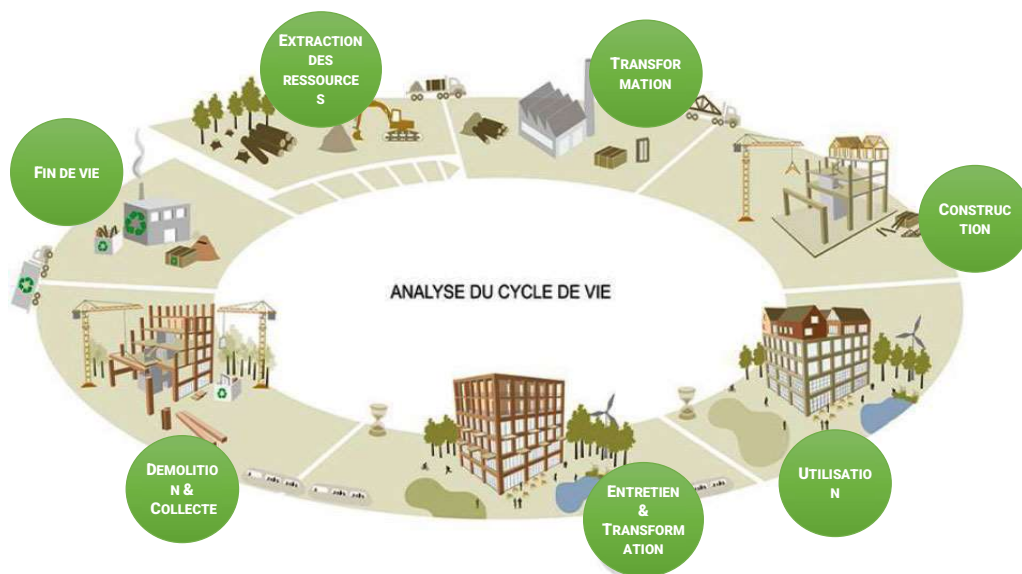 EXTRACTION
DES
RESSOURCE
S
TRANSFOR
MATION
FIN DE VIE
CONSTRUC
TION
ANALYSE DU CYCLE DE VIE
DEMOLITIO
N &
COLLECTE
ENTRETIEN
&
TRANSFORM
ATION
UTILISATIO
N